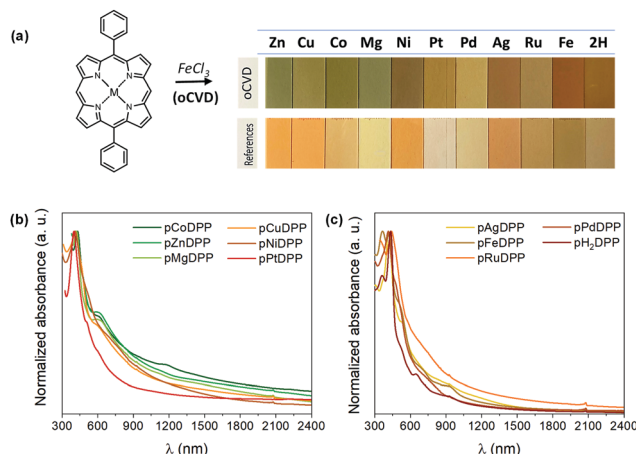 (a)
FeCl3
(oCVD)
N
N
M
N
N
Zn Cu Co Mg Ni Pt Pd Ag Ru Fe 2H
oCVD
References
(b)
Normalized absorbance (a. u.)
pCoDPP pCuDPP
pZnDPP pNiDPP
pMgDPP pPtDPP
300 600 900 1200 1500 1800 2100 2400
λ (nm)
(c)
Normalized absorbance (a. u.)
pAgDPP pPdDPP
pFeDPP pH₂DPP
pRuDPP
300 600 900 1200 1500 1800 2100 2400
λ (nm)